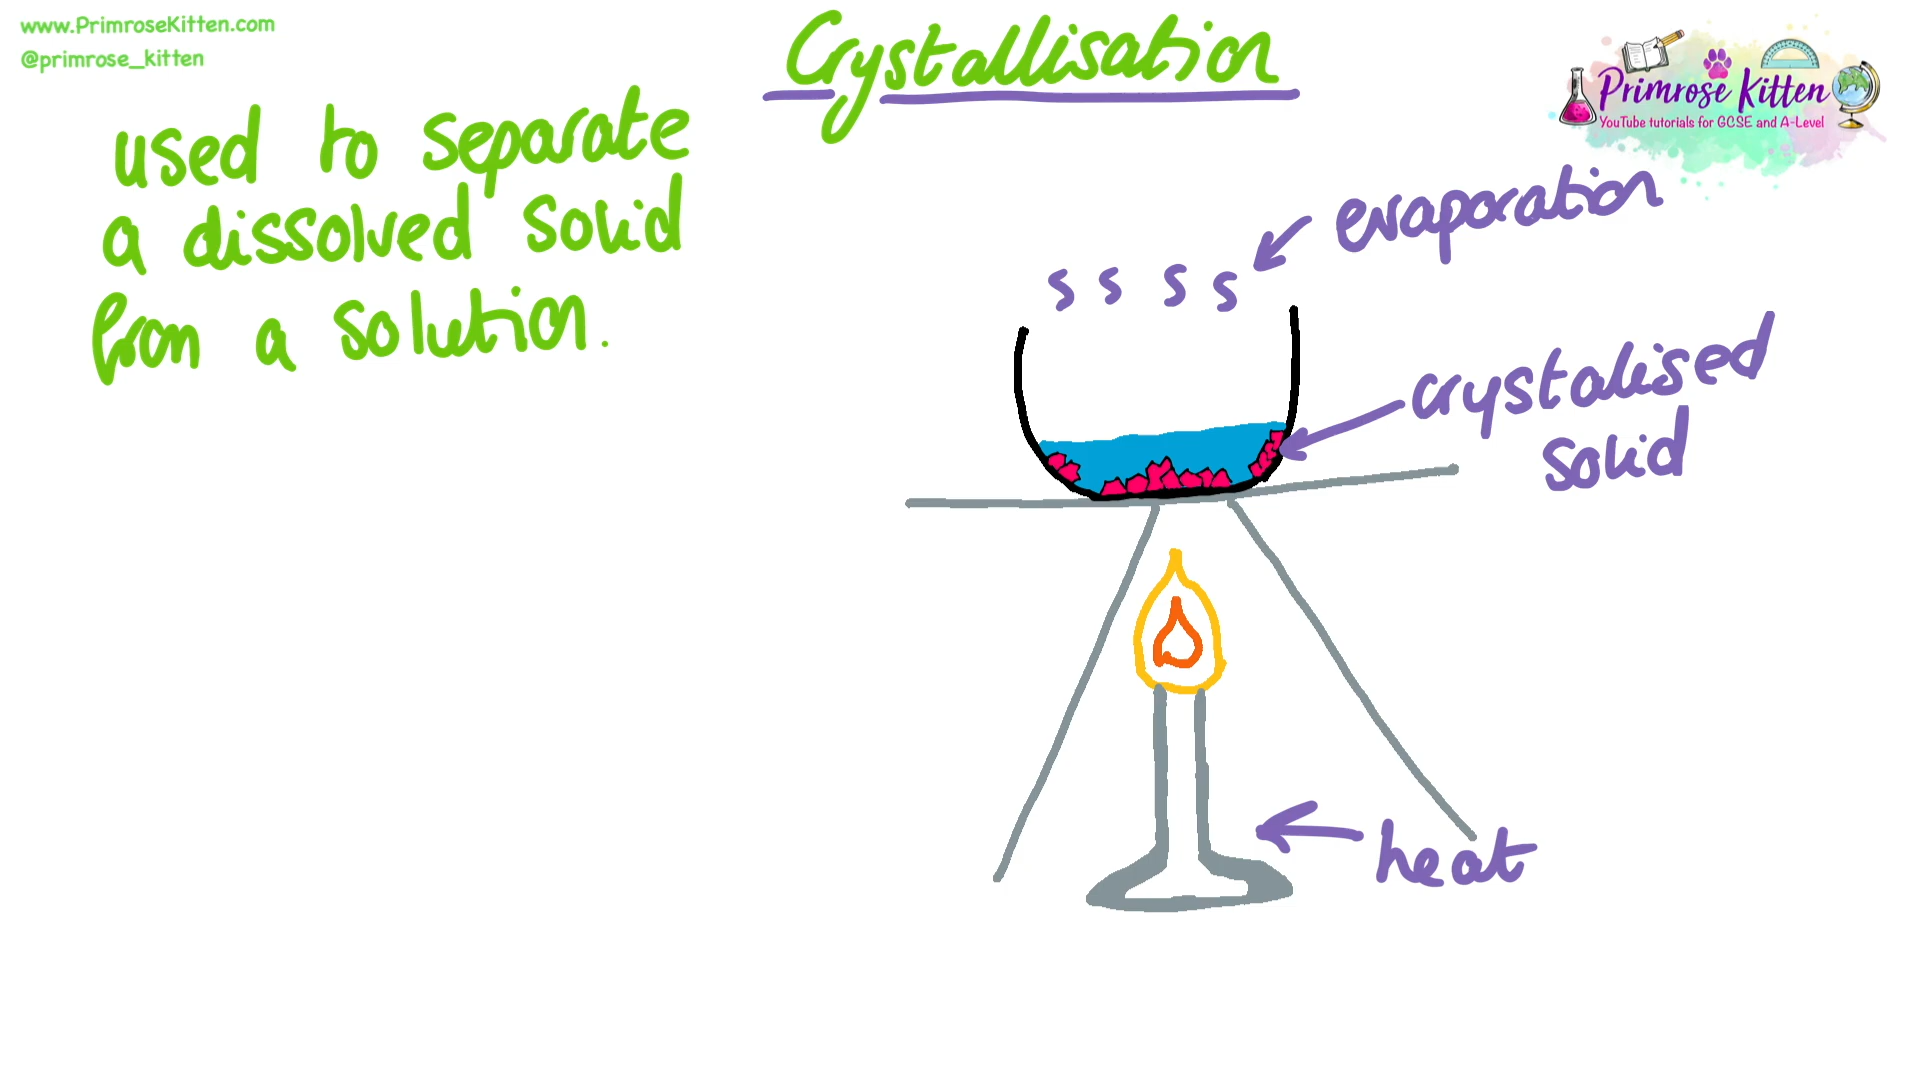 www.PrimroseKitten.com
@primrose_kitten
Crystallisation
Primrose Kitten
YouTube tutorials for GCSE and A-Level
used to separate
a dissolved solid
from a solution.
evaporation
s s s s
crystalised
solid
heat